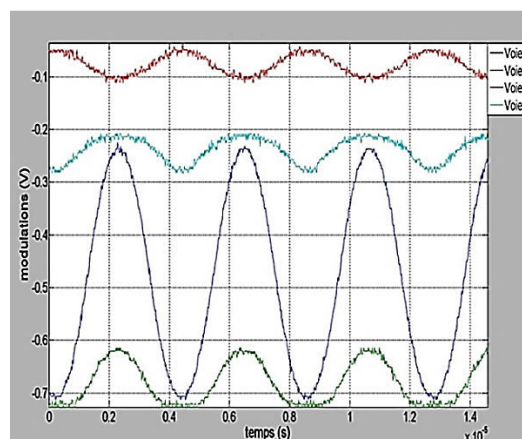 Voie
Voie
Voie
Voie
-0.1
-0.2
-0.3
-0.4
-0.5
-0.6
-0.7
modulations (V)
0 0.2 0.4 0.6 0.8 1 1.2 1.4
temps (s)
x 10⁻⁵